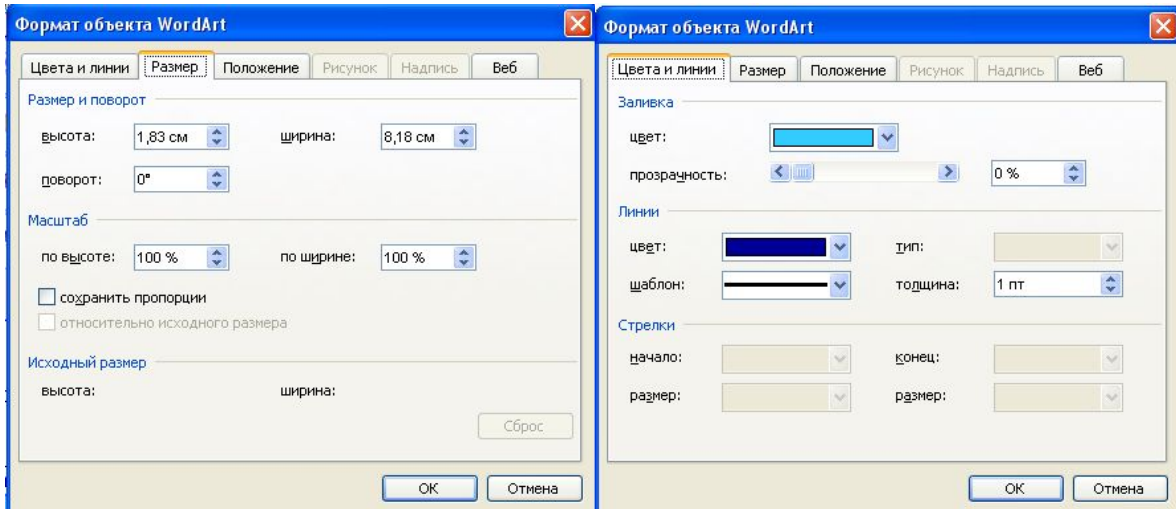 Формат объекта WordArt
Цвета и линии Размер Положение Рисунок Надпись Веб
Размер и поворот
высота: 1,83 см ширина: 8,18 см
поворот: 0°
Масштаб
по высоте: 100 % по ширине: 100 %
сохранить пропорции
относительно исходного размера
Исходный размер
высота: ширина:
Сброс
ОК Отмена
Формат объекта WordArt
Цвета и линии Размер Положение Рисунок Надпись Веб
Заливка
цвет:
прозрачность: 0 %
Линии
цвет: тип:
шаблон: толщина: 1 пт
Стрелки
начало: конец:
размер: размер:
ОК Отмена